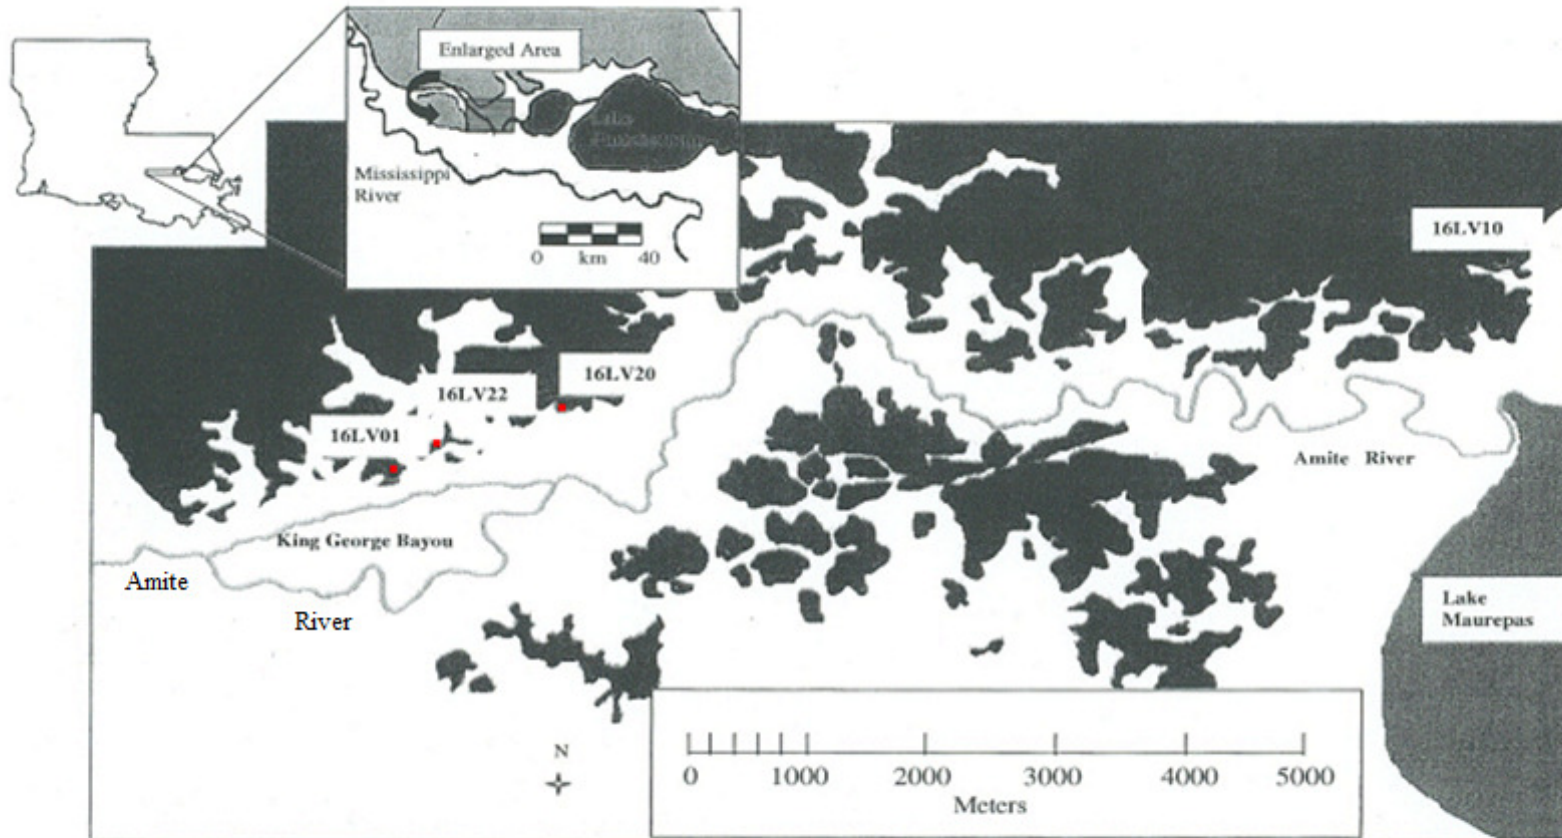 Enlarged Area
Mississippi
River
0 km 40
16LV10
16LV20
16LV22
16LV01
Amite River
King George Bayou
Amite
River
Lake
Maurepas
N
0 1000 2000 3000 4000 5000
Meters